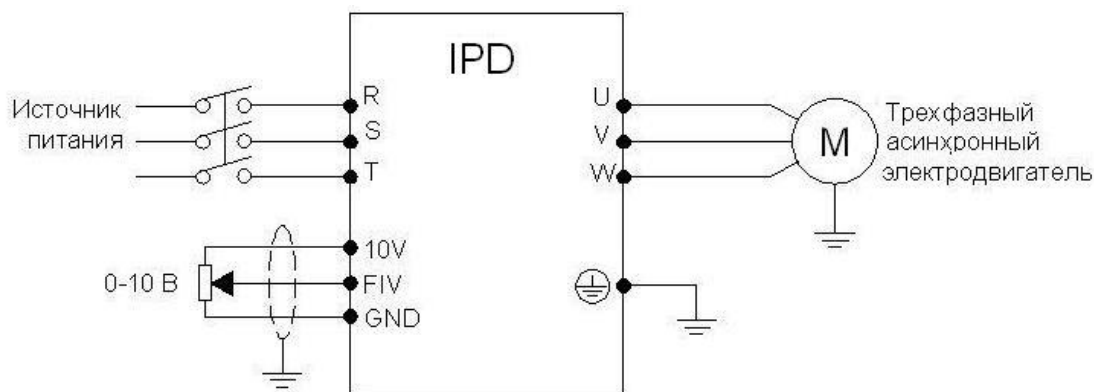 IPD
Источник
питания
R
S
T
U
V
W
M
Трехфазный
асинхронный
электродвигатель
0-10 В
10V
FIV
GND